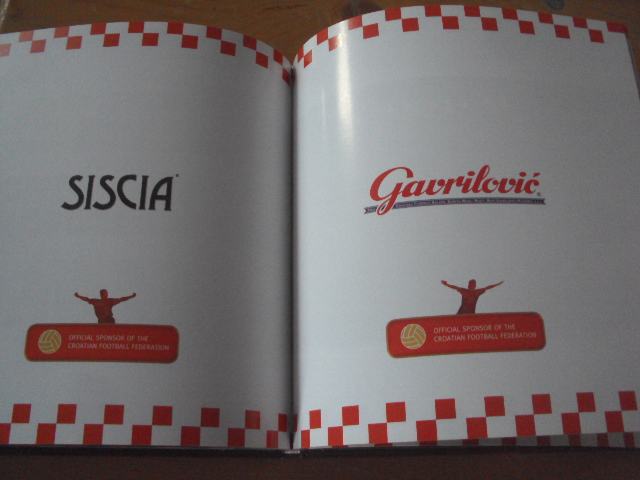 SISCIA
OFFICIAL SPONSOR OF THE
CROATIAN FOOTBALL FEDERATION
Gavrilović
OFFICIAL SPONSOR OF THE
CROATIAN FOOTBALL FEDERATION